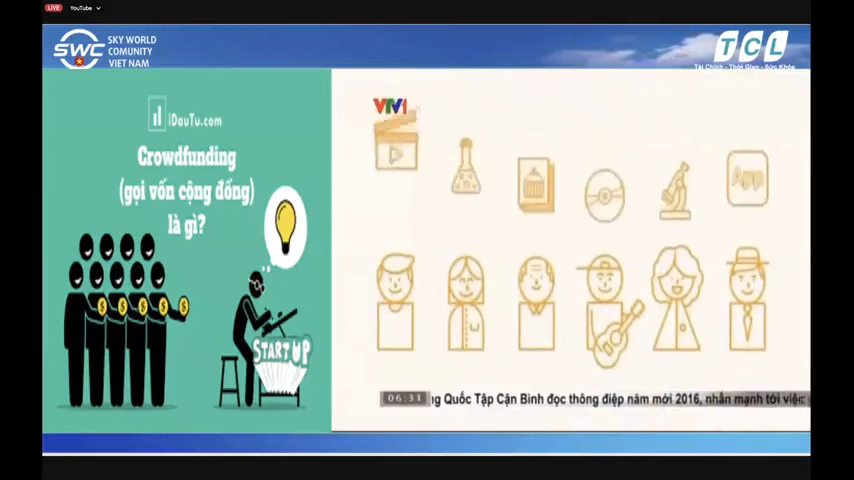 LIVE YouTube
SWC
SKY WORLD
COMUNITY
VIET NAM
TCL
Tài Chính - Thời Gian - Sức Khỏe
iDauTu.com
Crowdfunding
(gọi vốn cộng đồng)
là gì?
START UP
VTV1
App
06:31
ng Quốc Tập Cận Bình đọc thông điệp năm mới 2016, nhấn mạnh tới việc